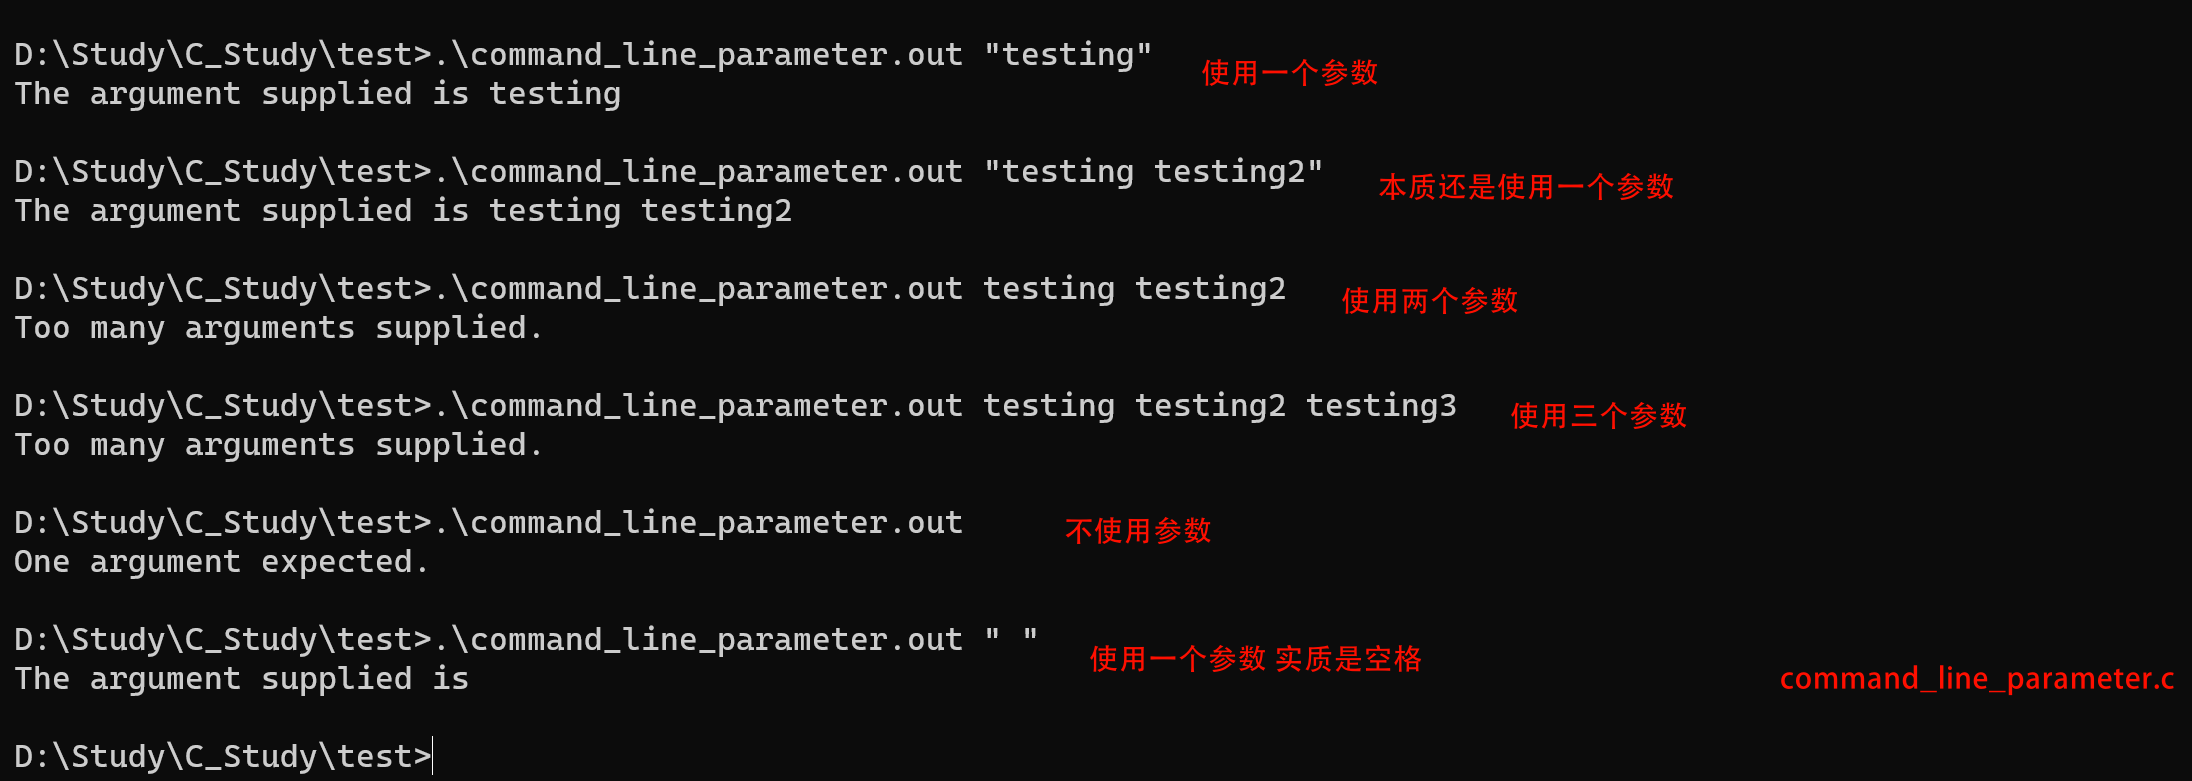 D:\Study\C_Study\test>.\command_line_parameter.out "testing"
使用一个参数
The argument supplied is testing
D:\Study\C_Study\test>.\command_line_parameter.out "testing testing2"
本质还是使用一个参数
The argument supplied is testing testing2
D:\Study\C_Study\test>.\command_line_parameter.out testing testing2
使用两个参数
Too many arguments supplied.
D:\Study\C_Study\test>.\command_line_parameter.out testing testing2 testing3
使用三个参数
Too many arguments supplied.
D:\Study\C_Study\test>.\command_line_parameter.out
不使用参数
One argument expected.
D:\Study\C_Study\test>.\command_line_parameter.out " "
使用一个参数 实质是空格
The argument supplied is
command_line_parameter.c
D:\Study\C_Study\test>